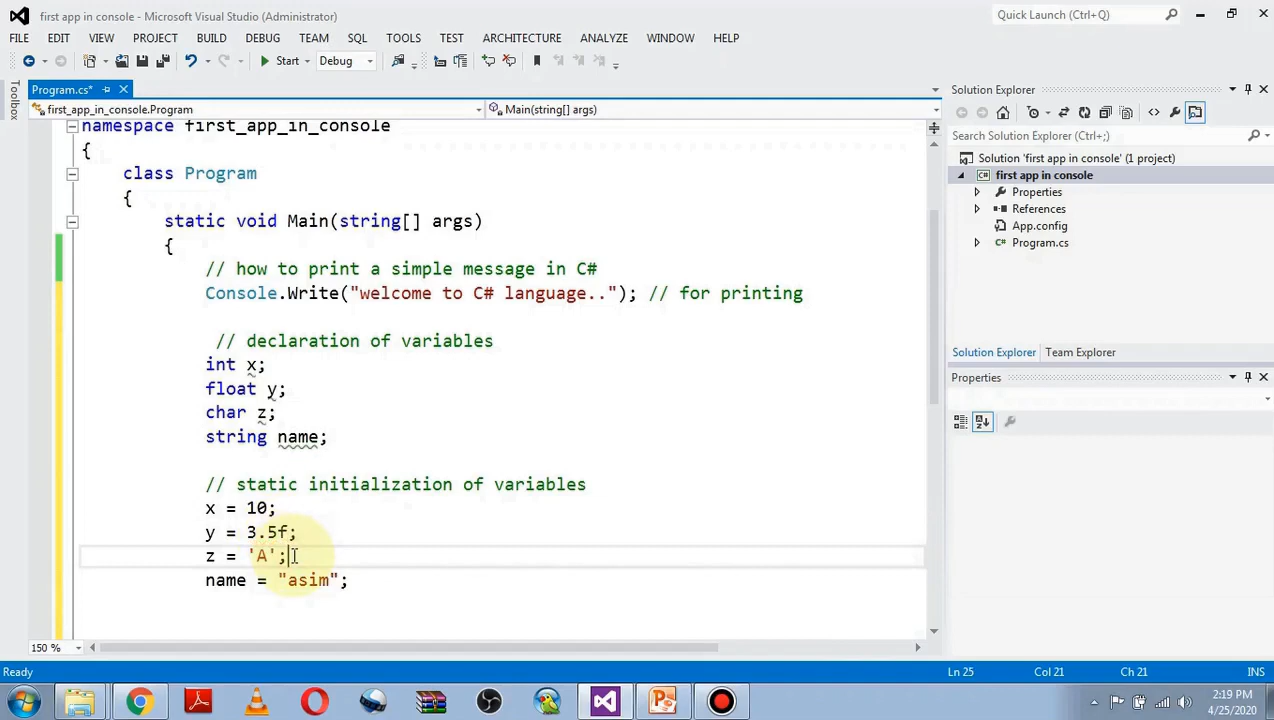 first app in console - Microsoft Visual Studio (Administrator)
Quick Launch (Ctrl+Q)
FILE EDIT VIEW PROJECT BUILD DEBUG TEAM SQL TOOLS TEST ARCHITECTURE ANALYZE WINDOW HELP
Start Debug
Toolbox
Program.cs*
first_app_in_console.Program
Main(string[] args)
namespace first_app_in_console
{
class Program
{
static void Main(string[] args)
{
// how to print a simple message in C#
Console.Write("welcome to C# language.."); // for printing
// declaration of variables
int x;
float y;
char z;
string name;
// static initialization of variables
x = 10;
y = 3.5f;
z = 'A';
name = "asim";
150 %
Solution Explorer
Search Solution Explorer (Ctrl+;)
Solution 'first app in console' (1 project)
C# first app in console
Properties
References
App.config
C# Program.cs
Solution Explorer Team Explorer
Properties
Ready
Ln 25
Col 21
Ch 21
INS
2:19 PM
4/25/2020